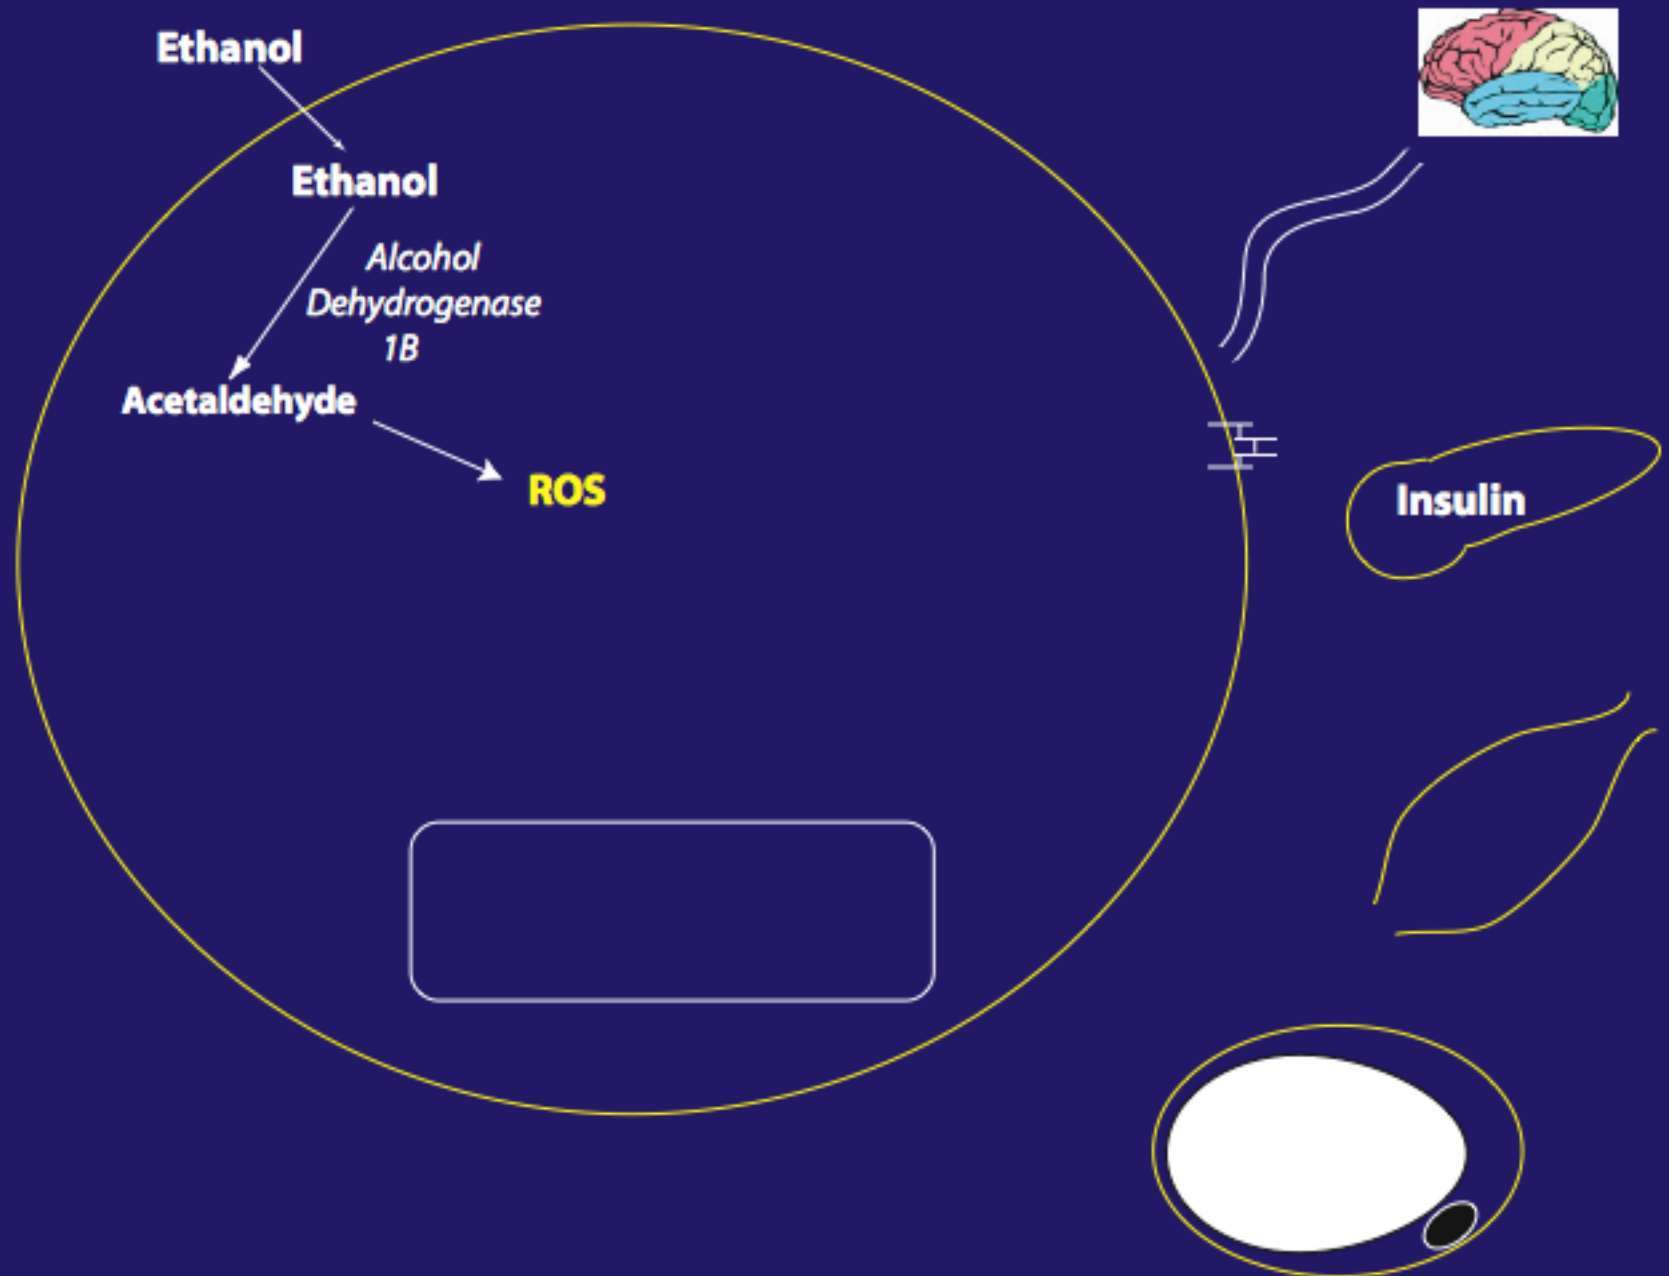 Ethanol
Ethanol
Alcohol
Dehydrogenase
1B
Acetaldehyde
ROS
Insulin